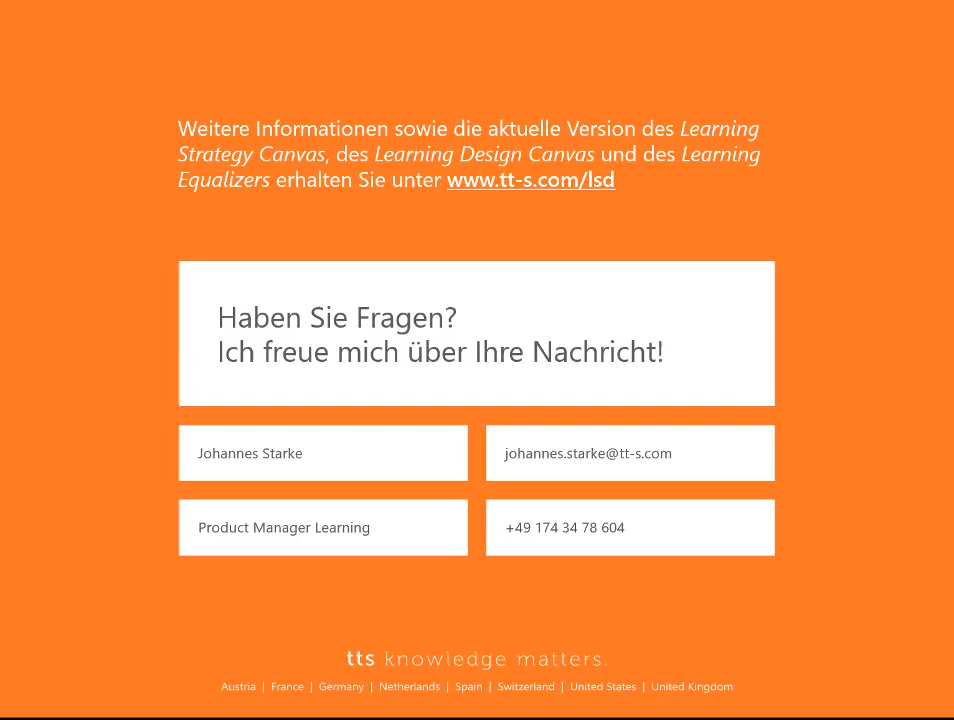 Weitere Informationen sowie die aktuelle Version des Learning
Strategy Canvas, des Learning Design Canvas und des Learning
Equalizers erhalten Sie unter www.tt-s.com/lsd
Haben Sie Fragen?
Ich freue mich über Ihre Nachricht!
Johannes Starke
johannes.starke@tt-s.com
Product Manager Learning
+49 174 34 78 604
tts knowledge matters.
Austria | France | Germany | Netherlands | Spain | Switzerland | United States | United Kingdom